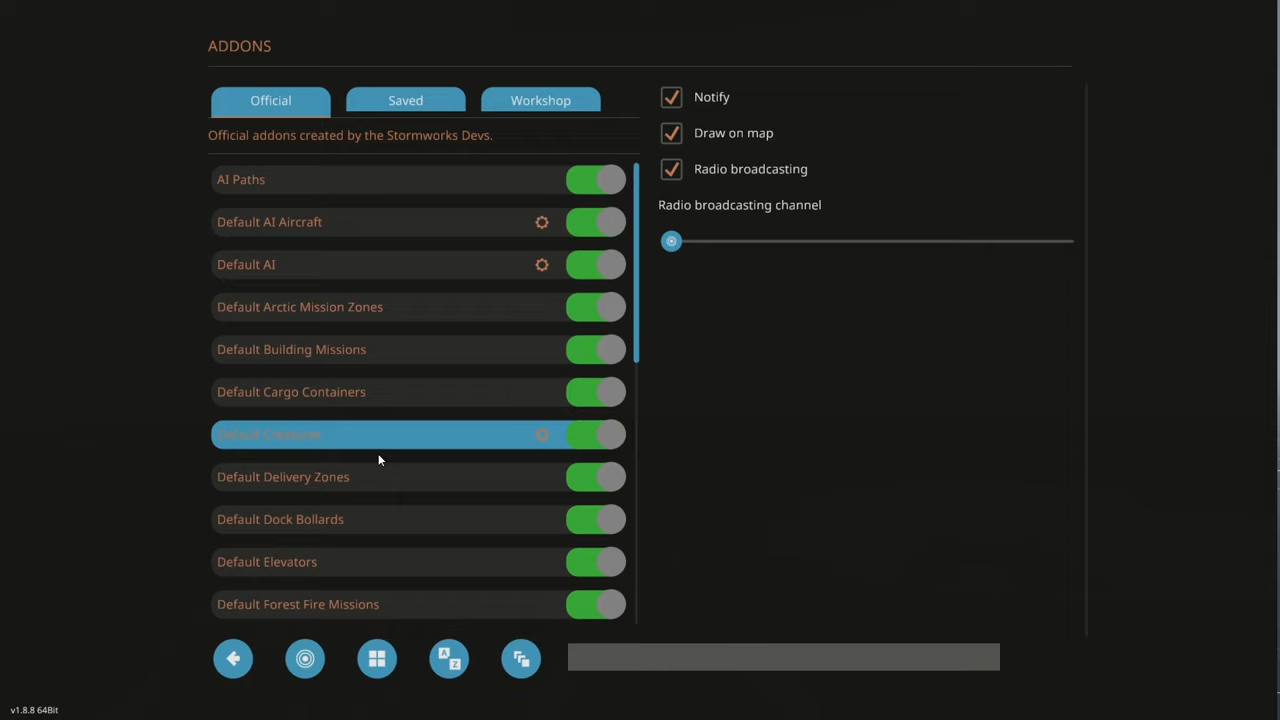 ADDONS
Official
Saved
Workshop
Official addons created by the Stormworks Devs.
AI Paths
Default AI Aircraft
Default AI
Default Arctic Mission Zones
Default Building Missions
Default Cargo Containers
Default Creatures
Default Delivery Zones
Default Dock Bollards
Default Elevators
Default Forest Fire Missions
Notify
Draw on map
Radio broadcasting
Radio broadcasting channel
A
Z
v1.8.8 64Bit